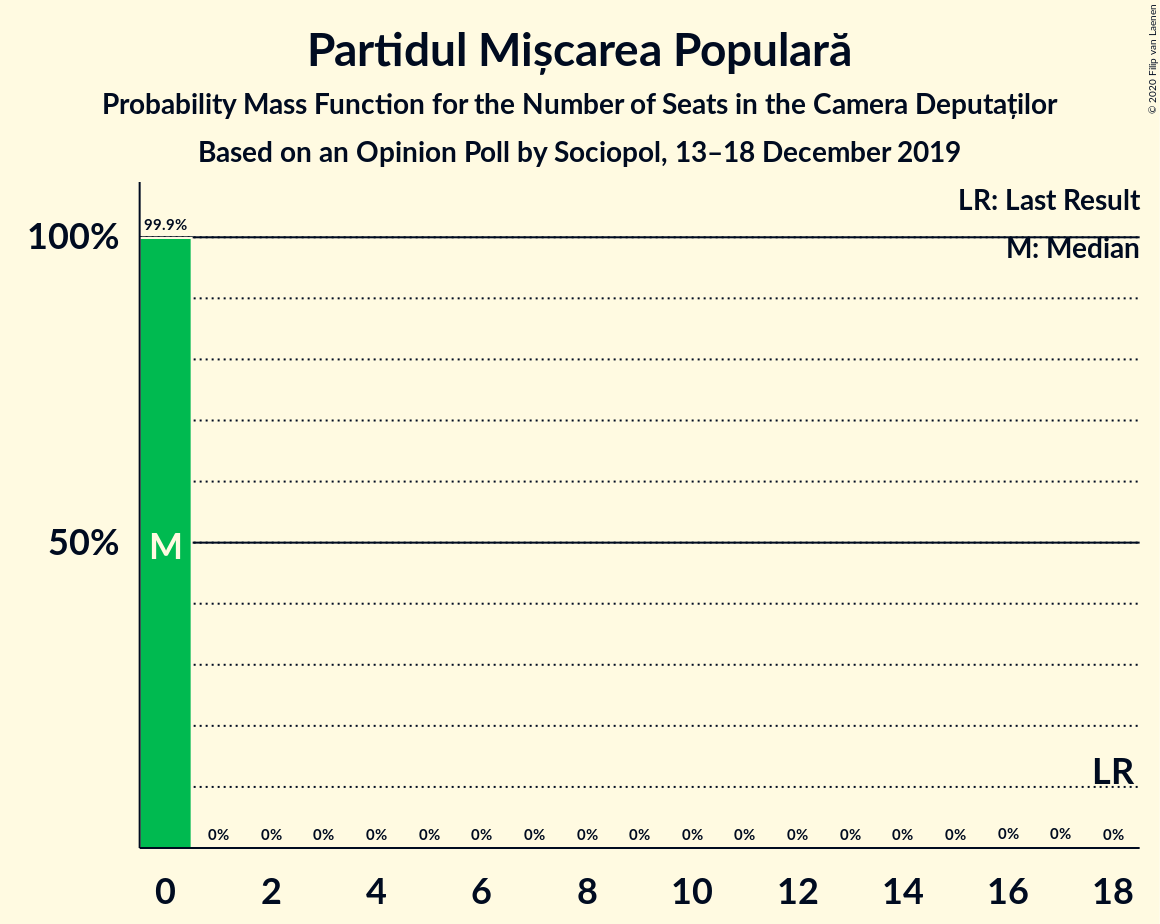 Partidul Mișcarea Populară
Probability Mass Function for the Number of Seats in the Camera Deputaților
Based on an Opinion Poll by Sociopol, 13–18 December 2019
© 2020 Filip van Laenen
LR: Last Result
M: Median
99.9%
100%
50%
M
LR
0% 0% 0% 0% 0% 0% 0% 0% 0% 0% 0% 0% 0% 0% 0% 0% 0% 0%
0 2 4 6 8 10 12 14 16 18